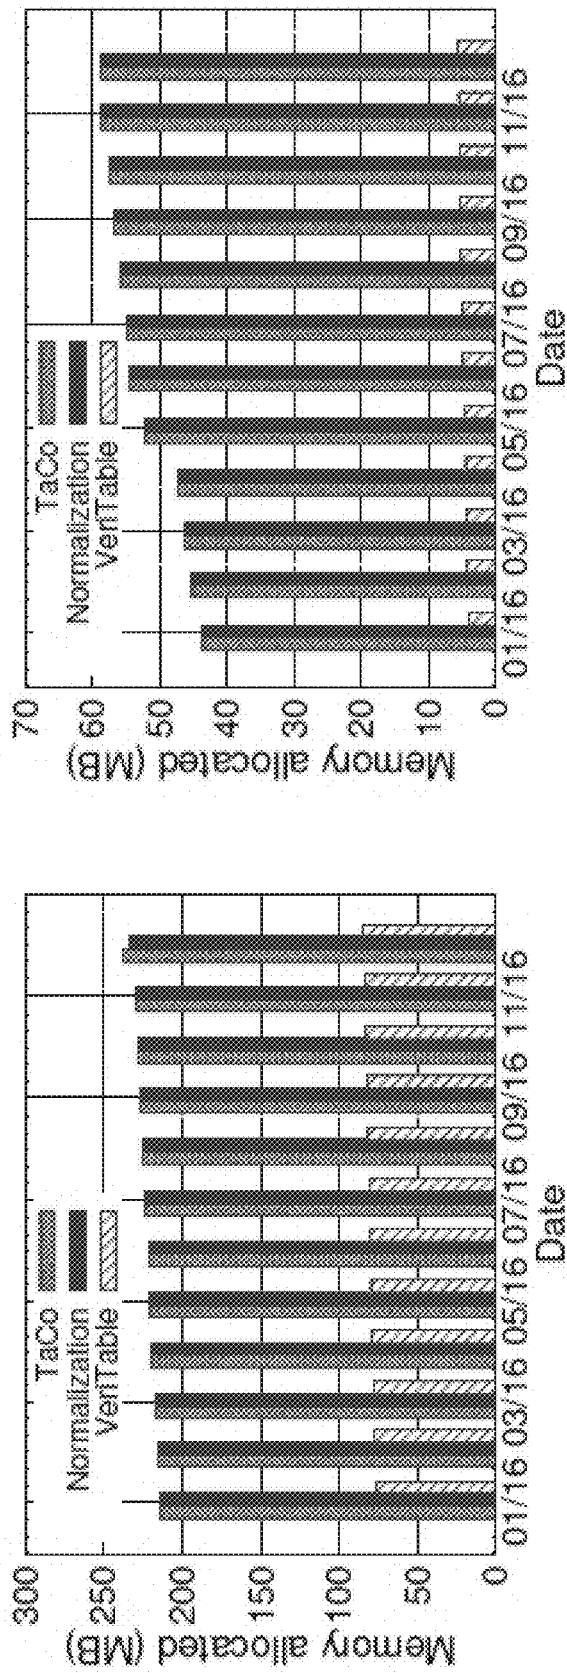 300
250
200
150
100
50
0
Memory allocated (MB)
TaCo
Normalization
VeriTable
01/16 03/16 05/16 07/16 09/16 11/16
Date
70
60
50
40
30
20
10
0
Memory allocated (MB)
TaCo
Normalization
VeriTable
01/16 03/16 05/16 07/16 09/16 11/16
Date